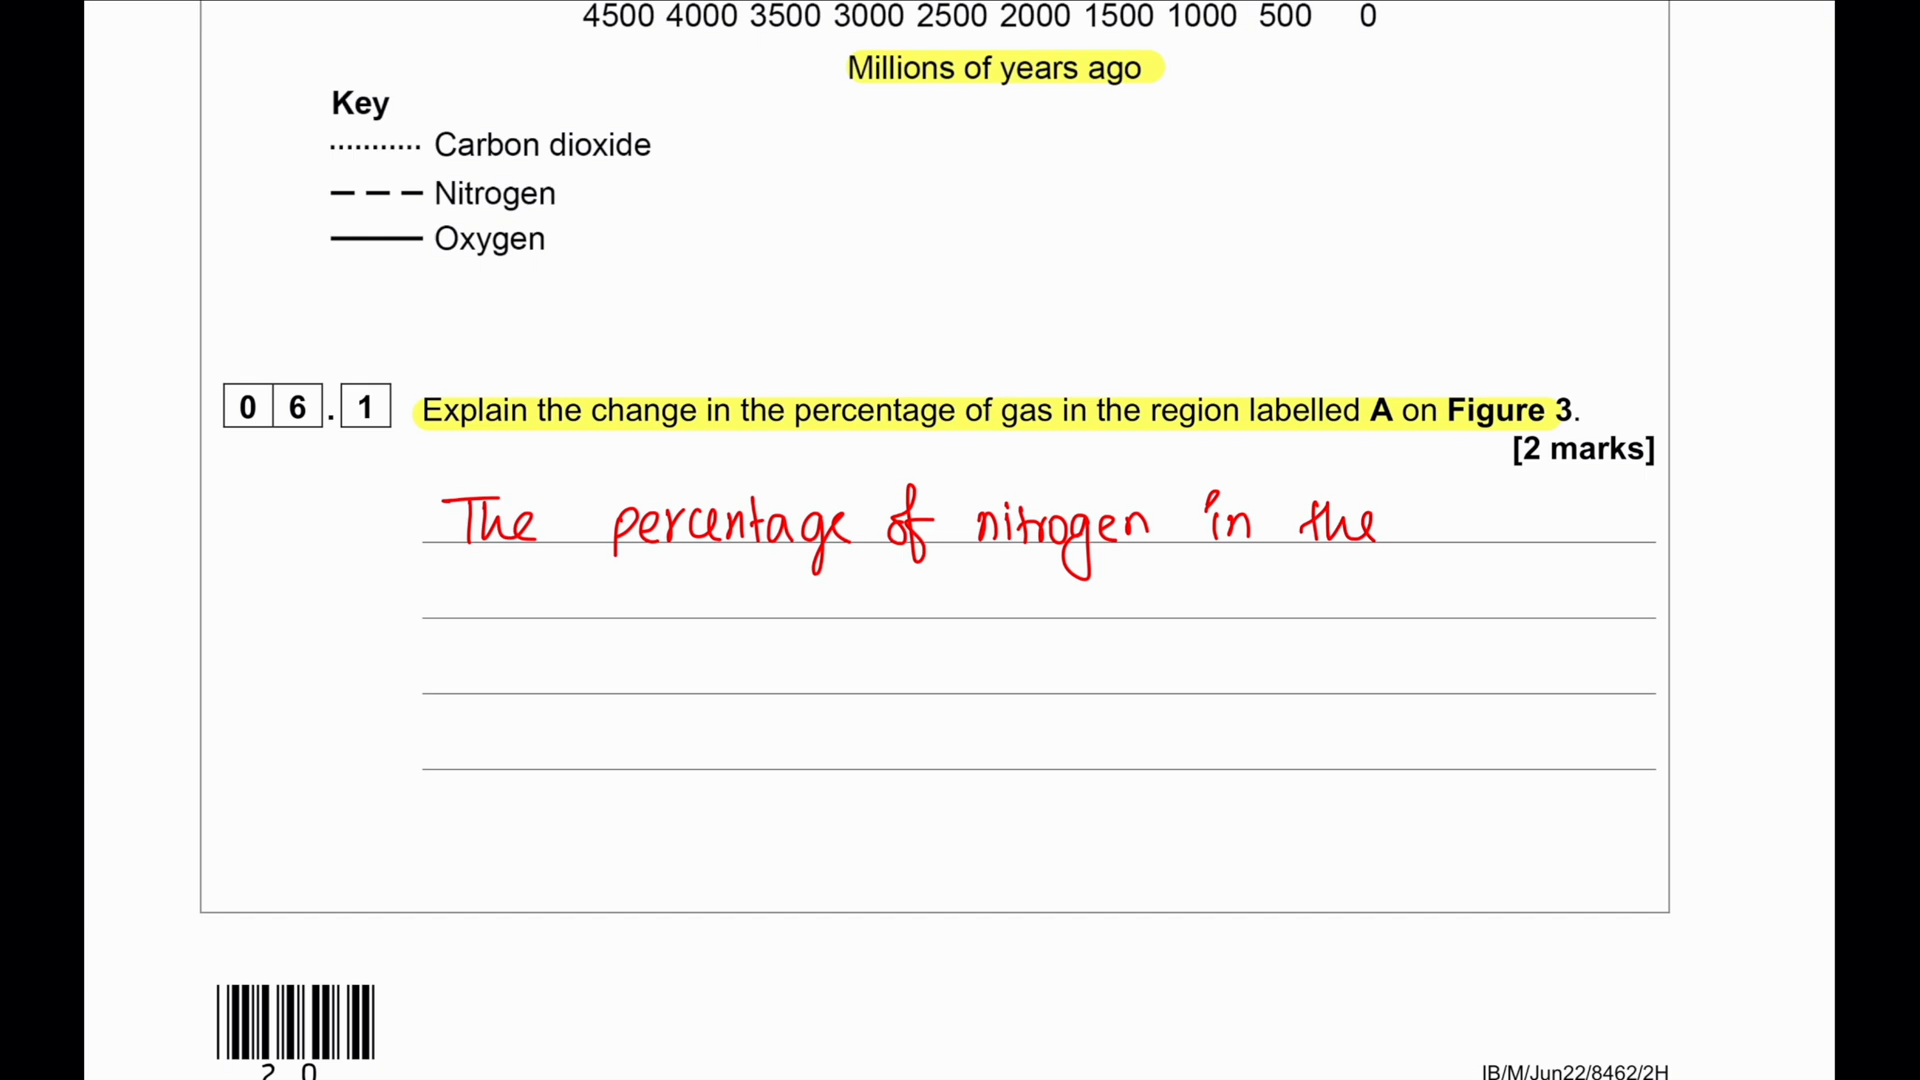 4500 4000 3500 3000 2500 2000 1500 1000 500 0
Millions of years ago
Key
Carbon dioxide
Nitrogen
Oxygen
0 6 . 1 Explain the change in the percentage of gas in the region labelled A on Figure 3.
[2 marks]
The percentage of nitrogen in the
2 0
IB/M/Jun22/8462/2H